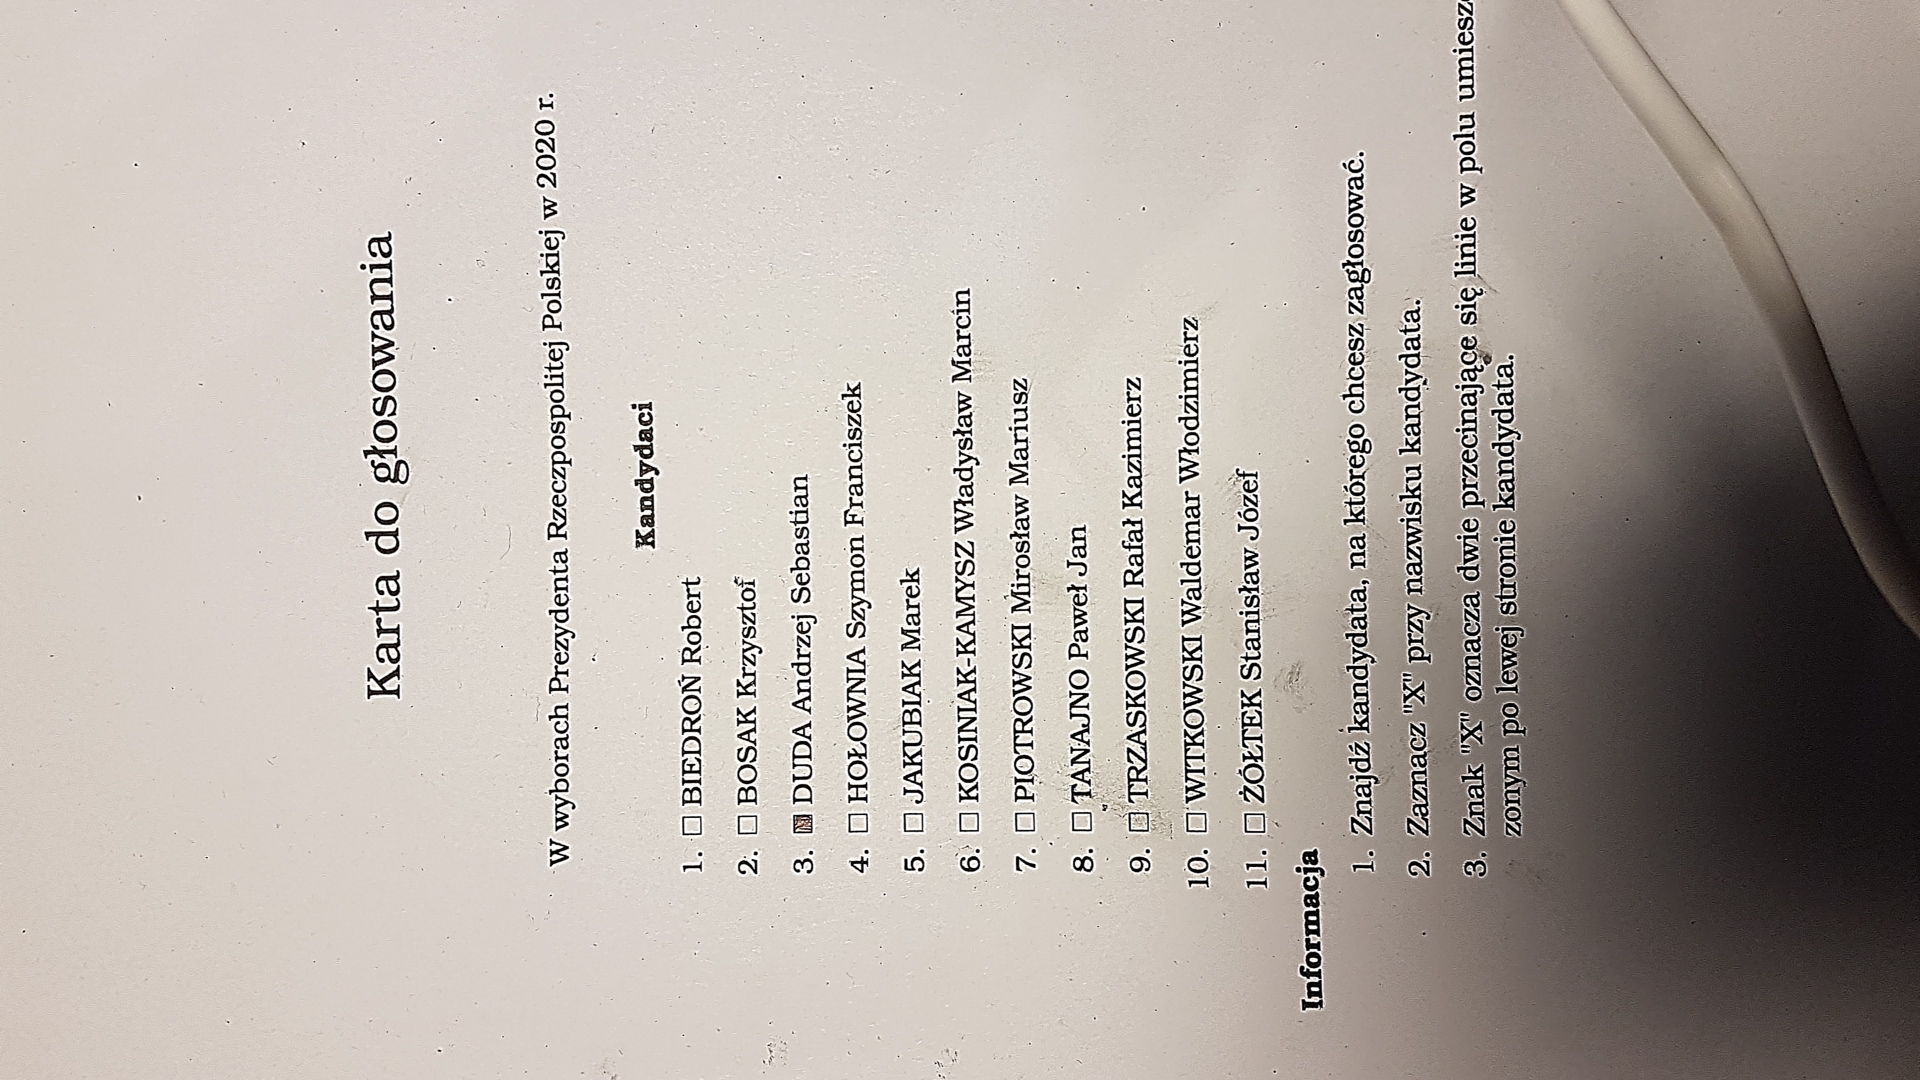 Karta do głosowania
W wyborach Prezydenta Rzeczpospolitej Polskiej w 2020 r.
Kandydaci
1. ☐ BIEDROŃ Robert
2. ☐ BOSAK Krzysztof
3. ☒ DUDA Andrzej Sebastian
4. ☐ HOŁOWNIA Szymon Franciszek
5. ☐ JAKUBIAK Marek
6. ☐ KOSINIAK-KAMYSZ Władysław Marcin
7. ☐ PIOTROWSKI Mirosław Mariusz
8. ☐ TANAJNO Paweł Jan
9. ☐ TRZASKOWSKI Rafał Kazimierz
10. ☐ WITKOWSKI Waldemar Włodzimierz
11. ☐ ŻÓŁTEK Stanisław Józef
Informacja
1. Znajdź kandydata, na którego chcesz zagłosować.
2. Zaznacz "X" przy nazwisku kandydata.
3. Znak "X" oznacza dwie przecinające się linie w polu umieszc
zonym po lewej stronie kandydata.